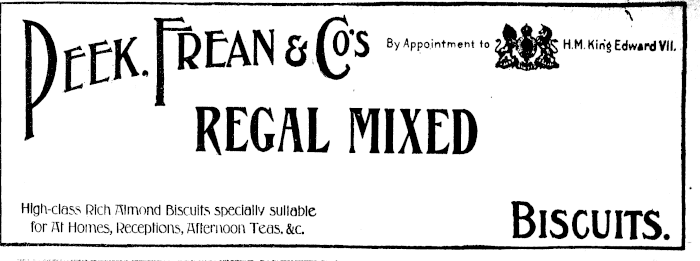 PEEK, FREAN & CO'S
By Appointment to H.M. King Edward VII.
REGAL MIXED
High-class Rich Almond Biscuits specially suitable
for At Homes, Receptions, Afternoon Teas. &c.
BISCUITS.